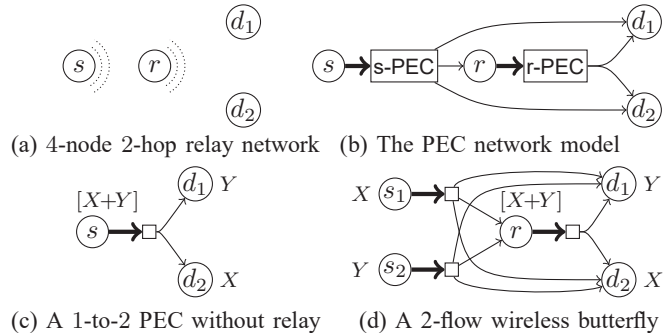 d1
s r
d2
(a) 4-node 2-hop relay network
d1
s s-PEC r r-PEC
d2
(b) The PEC network model
[X+Y] d1 Y
s
d2 X
(c) A 1-to-2 PEC without relay
X s1 [X+Y] d1 Y
r
Y s2 d2 X
(d) A 2-flow wireless butterfly